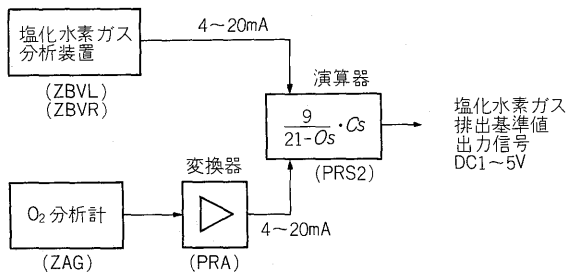 塩化水素ガス
分析装置
(ZBVL)
(ZBVR)
4～20mA
演算器
9
21-Os
・Cs
(PRS2)
塩化水素ガス
排出基準値
出力信号
DC1～5V
O₂分析計
(ZAG)
変換器
(PRA)
4～20mA